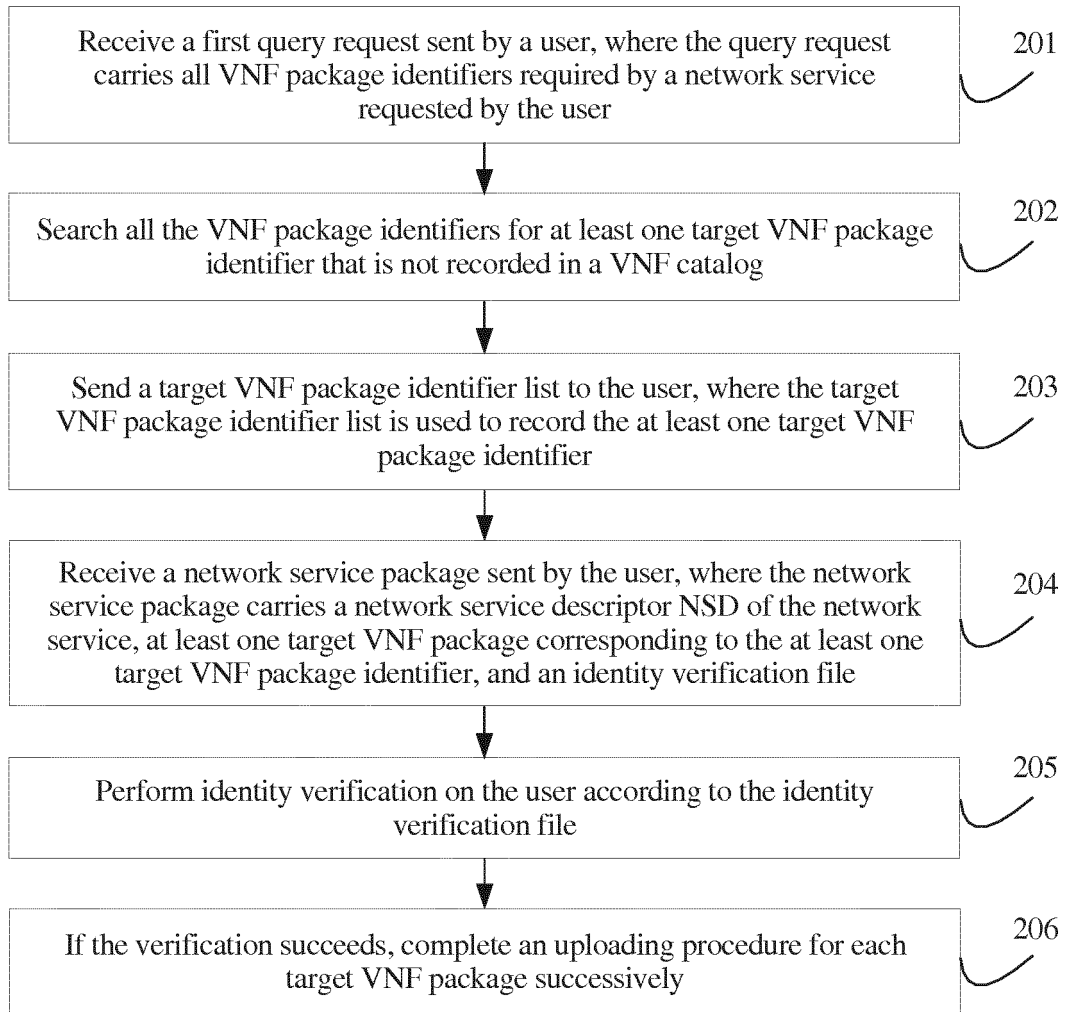 Receive a first query request sent by a user, where the query request
carries all VNF package identifiers required by a network service
requested by the user
201
Search all the VNF package identifiers for at least one target VNF package
identifier that is not recorded in a VNF catalog
202
Send a target VNF package identifier list to the user, where the target
VNF package identifier list is used to record the at least one target VNF
package identifier
203
Receive a network service package sent by the user, where the network
service package carries a network service descriptor NSD of the network
service, at least one target VNF package corresponding to the at least one
target VNF package identifier, and an identity verification file
204
Perform identity verification on the user according to the identity
verification file
205
If the verification succeeds, complete an uploading procedure for each
target VNF package successively
206